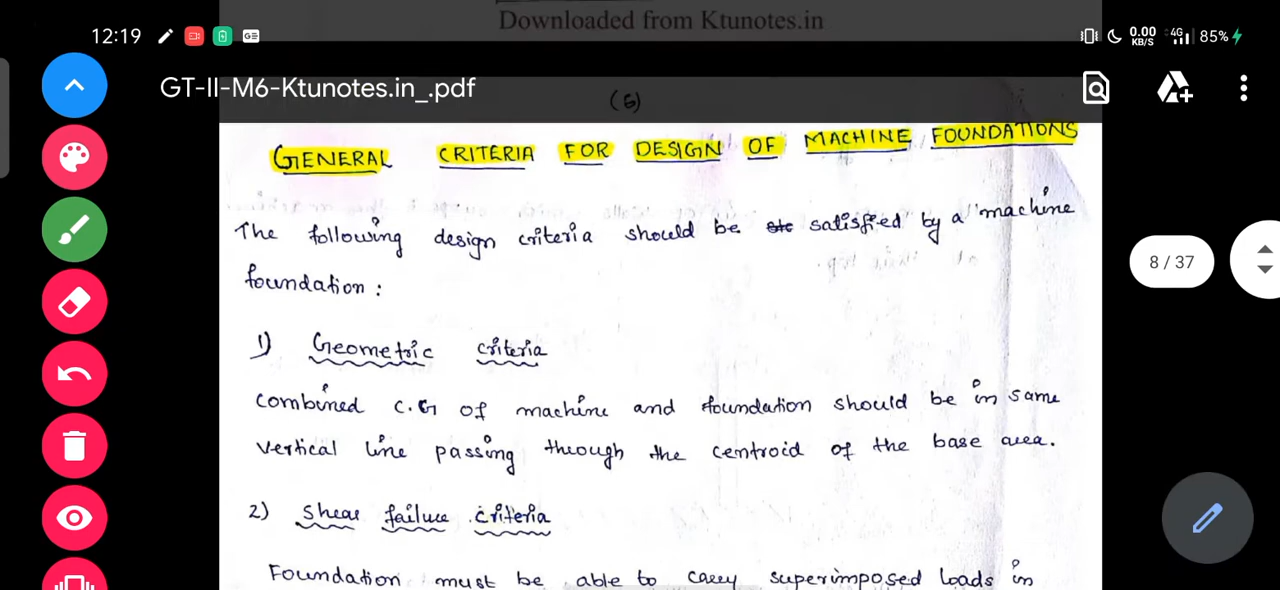 Downloaded from Ktunotes.in
12:19
0.00 KB/S 4G 85%
GT-II-M6-Ktunotes.in_.pdf
(5)
GENERAL CRITERIA FOR DESIGN OF MACHINE FOUNDATIONS
The following design criteria should be satisfied by a machine
foundation :
8 / 37
1) Geometric criteria
combined C.G of machine and foundation should be in same
vertical line passing through the centroid of the base area.
2) Shear failure criteria
Foundation must be able to carry superimposed loads in